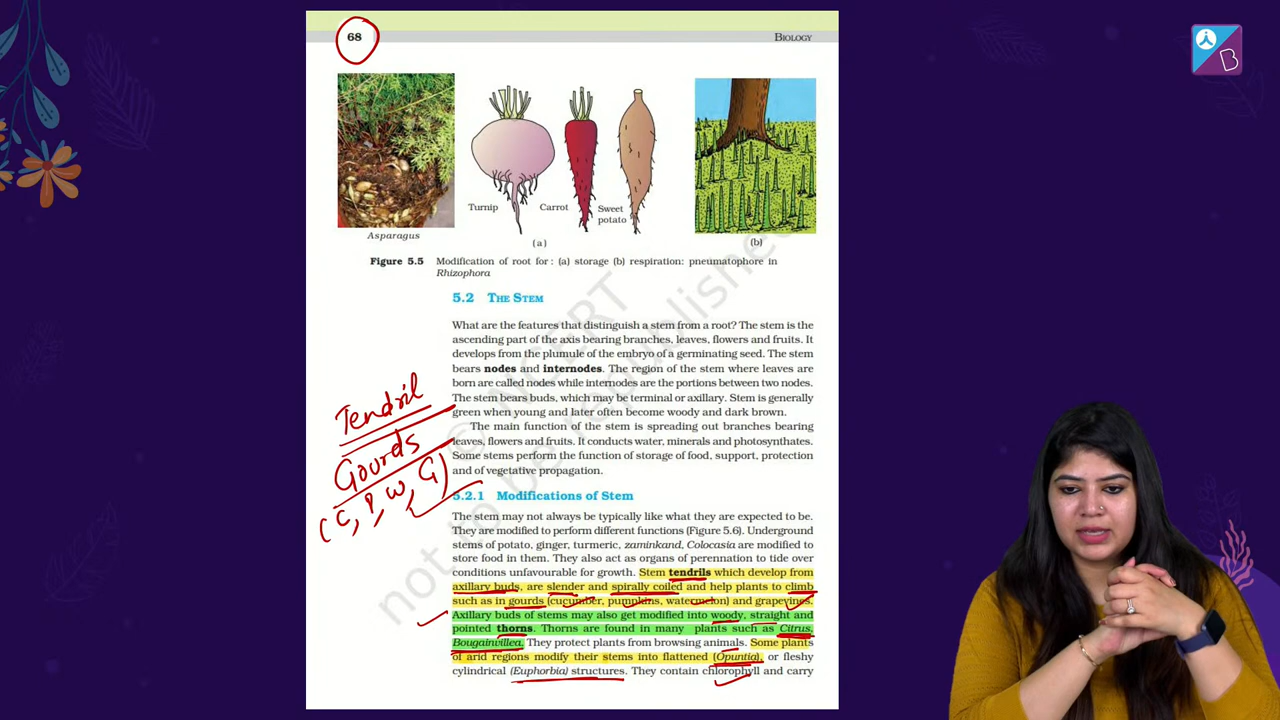 68
BIOLOGY
Turnip
Carrot
Sweet
potato
Asparagus
(a)
(b)
Figure 5.5 Modification of root for : (a) storage (b) respiration: pneumatophore in
Rhizophora
5.2 THE STEM
What are the features that distinguish a stem from a root? The stem is the
ascending part of the axis bearing branches, leaves, flowers and fruits. It
develops from the plumule of the embryo of a germinating seed. The stem
bears nodes and internodes. The region of the stem where leaves are
born are called nodes while internodes are the portions between two nodes.
The stem bears buds, which may be terminal or axillary. Stem is generally
green when young and later often become woody and dark brown.
The main function of the stem is spreading out branches bearing
leaves, flowers and fruits. It conducts water, minerals and photosynthates.
Some stems perform the function of storage of food, support, protection
and of vegetative propagation.
Tendril
Gourds
(C, P, W, G)
5.2.1 Modifications of Stem
The stem may not always be typically like what they are expected to be.
They are modified to perform different functions (Figure 5.6). Underground
stems of potato, ginger, turmeric, zaminkand, Colocasia are modified to
store food in them. They also act as organs of perennation to tide over
conditions unfavourable for growth. Stem tendrils which develop from
axillary buds, are slender and spirally coiled and help plants to climb
such as in gourds (cucumber, pumpkins, watermelon) and grapevines.
Axillary buds of stems may also get modified into woody, straight and
pointed thorns. Thorns are found in many plants such as Citrus,
Bougainvillea. They protect plants from browsing animals. Some plants
of arid regions modify their stems into flattened (Opuntia), or fleshy
cylindrical (Euphorbia) structures. They contain chlorophyll and carry
© NCERT
not to be republished
B